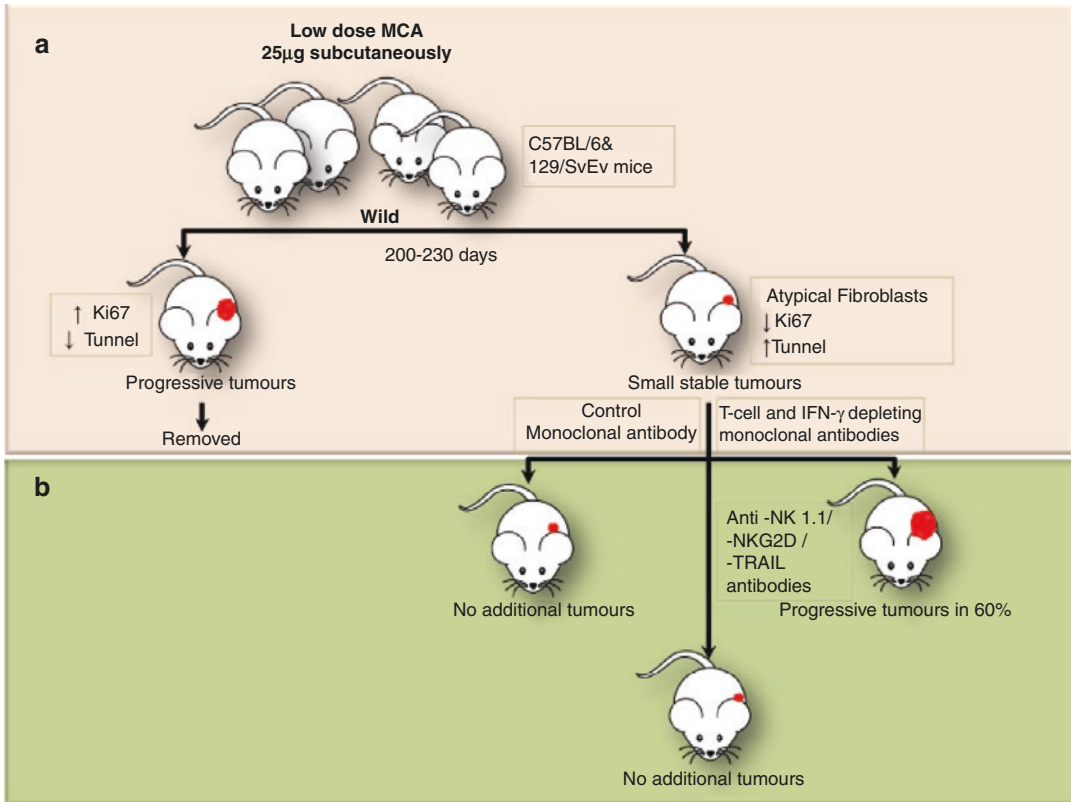 a
Low dose MCA
25μg subcutaneously
C57BL/6&
129/SvEv mice
Wild
200-230 days
↑ Ki67
↓ Tunnel
Progressive tumours
Removed
Atypical Fibroblasts
↓Ki67
↑Tunnel
Small stable tumours
Control
Monoclonal antibody
T-cell and IFN-γ depleting
monoclonal antibodies
b
No additional tumours
Anti -NK 1.1/
-NKG2D /
-TRAIL
antibodies
Progressive tumours in 60%
No additional tumours